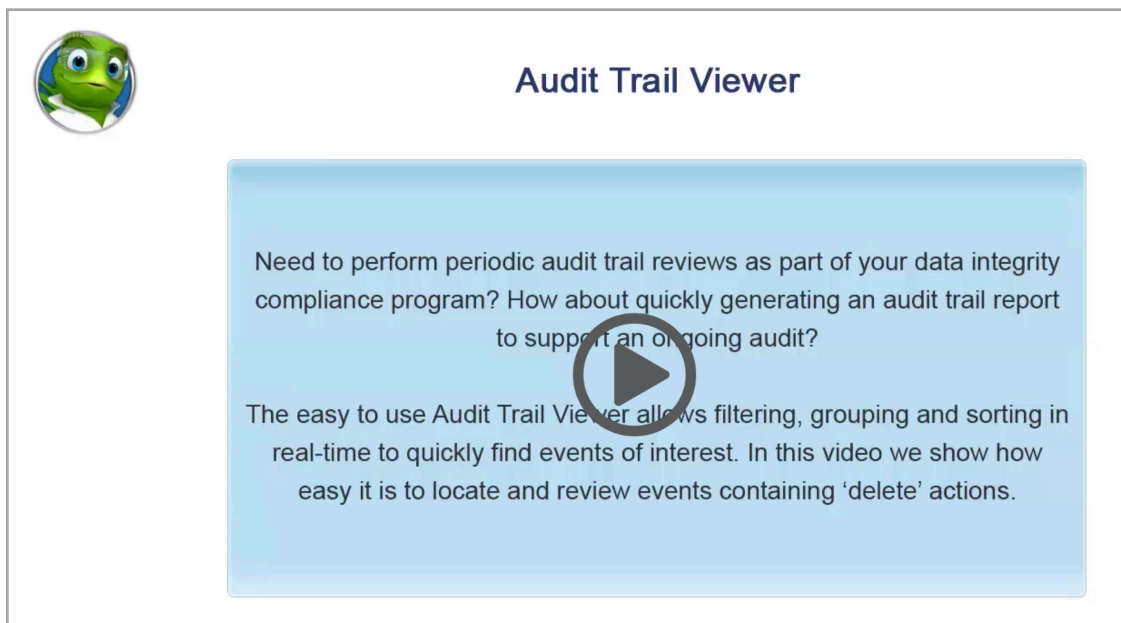 Audit Trail Viewer
Need to perform periodic audit trail reviews as part of your data integrity
compliance program? How about quickly generating an audit trail report
to support an ongoing audit?
The easy to use Audit Trail Viewer allows filtering, grouping and sorting in
real-time to quickly find events of interest. In this video we show how
easy it is to locate and review events containing ‘delete’ actions.